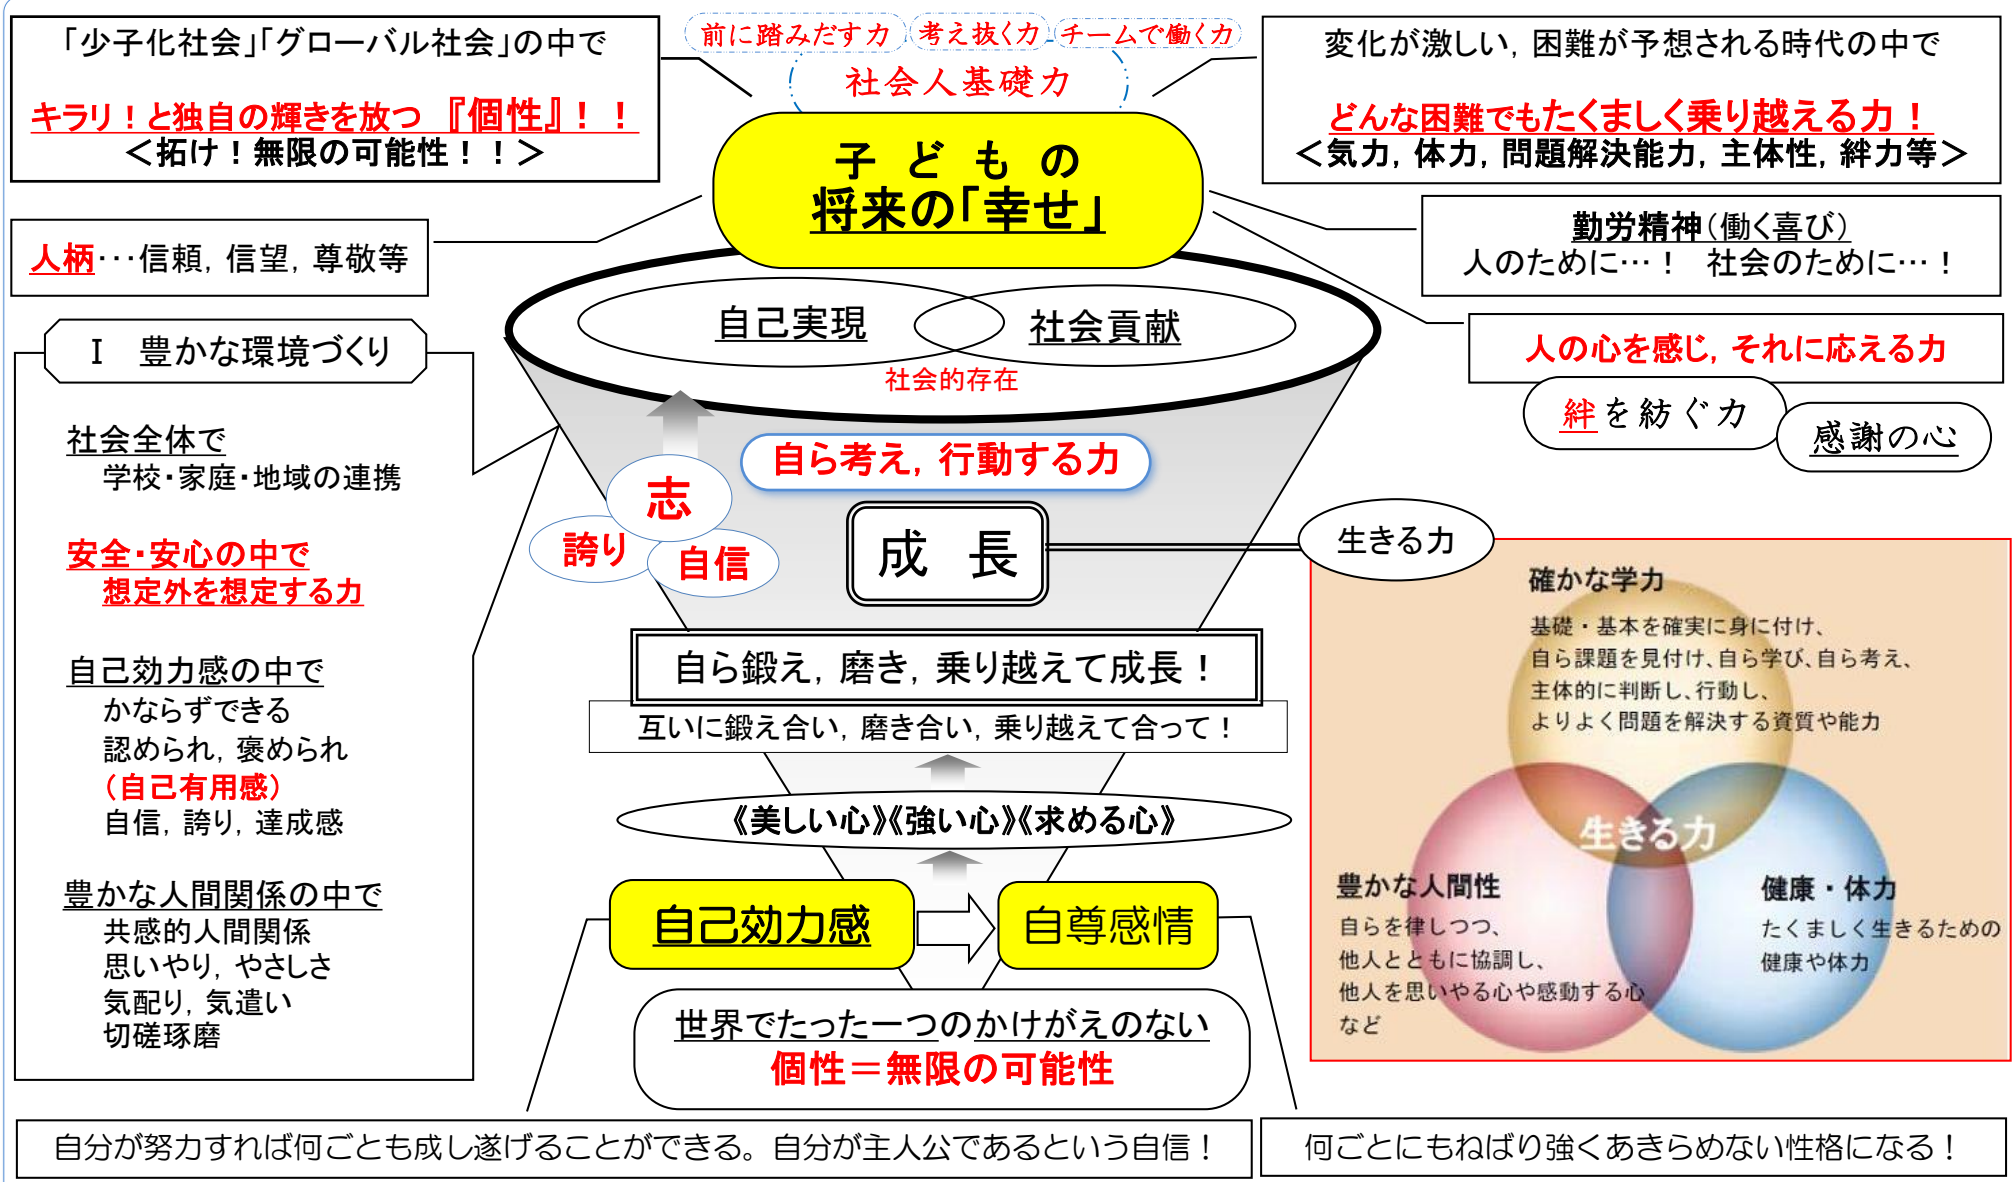 「少子化社会」「グローバル社会」の中で
キラリ！と独自の輝きを放つ 『個性』！！
＜拓け！無限の可能性！！＞
前に踏みだす力
考え抜く力
チームで働く力
社会人基礎力
子どもの
将来の「幸せ」
変化が激しい，困難が予想される時代の中で
どんな困難でもたくましく乗り越える力！
＜気力，体力，問題解決能力，主体性，絆力等＞
人柄…信頼，信望，尊敬等
勤労精神（働く喜び）
人のために…！ 社会のために…！
人の心を感じ，それに応える力
絆を紡ぐ力
感謝の心
自己実現
社会貢献
社会的存在
Ⅰ 豊かな環境づくり
社会全体で
学校・家庭・地域の連携
安全・安心の中で
想定外を想定する力
自己効力感の中で
かならずできる
認められ，褒められ
（自己有用感）
自信，誇り，達成感
豊かな人間関係の中で
共感的人間関係
思いやり，やさしさ
気配り，気遣い
切磋琢磨
自ら考え，行動する力
志
誇り
自信
成 長
生きる力
自ら鍛え，磨き，乗り越えて成長！
互いに鍛え合い，磨き合い，乗り越えて合って！
《美しい心》《強い心》《求める心》
自己効力感
自尊感情
世界でたった一つのかけがえのない
個性＝無限の可能性
確かな学力
基礎・基本を確実に身に付け、
自ら課題を見付け、自ら学び、自ら考え、
主体的に判断し、行動し、
よりよく問題を解決する資質や能力
生きる力
豊かな人間性
自らを律しつつ、
他人とともに協調し、
他人を思いやる心や感動する心
など
健康・体力
たくましく生きるための
健康や体力
自分が努力すれば何ごとも成し遂げることができる。自分が主人公であるという自信！
何ごとにもねばり強くあきらめない性格になる！